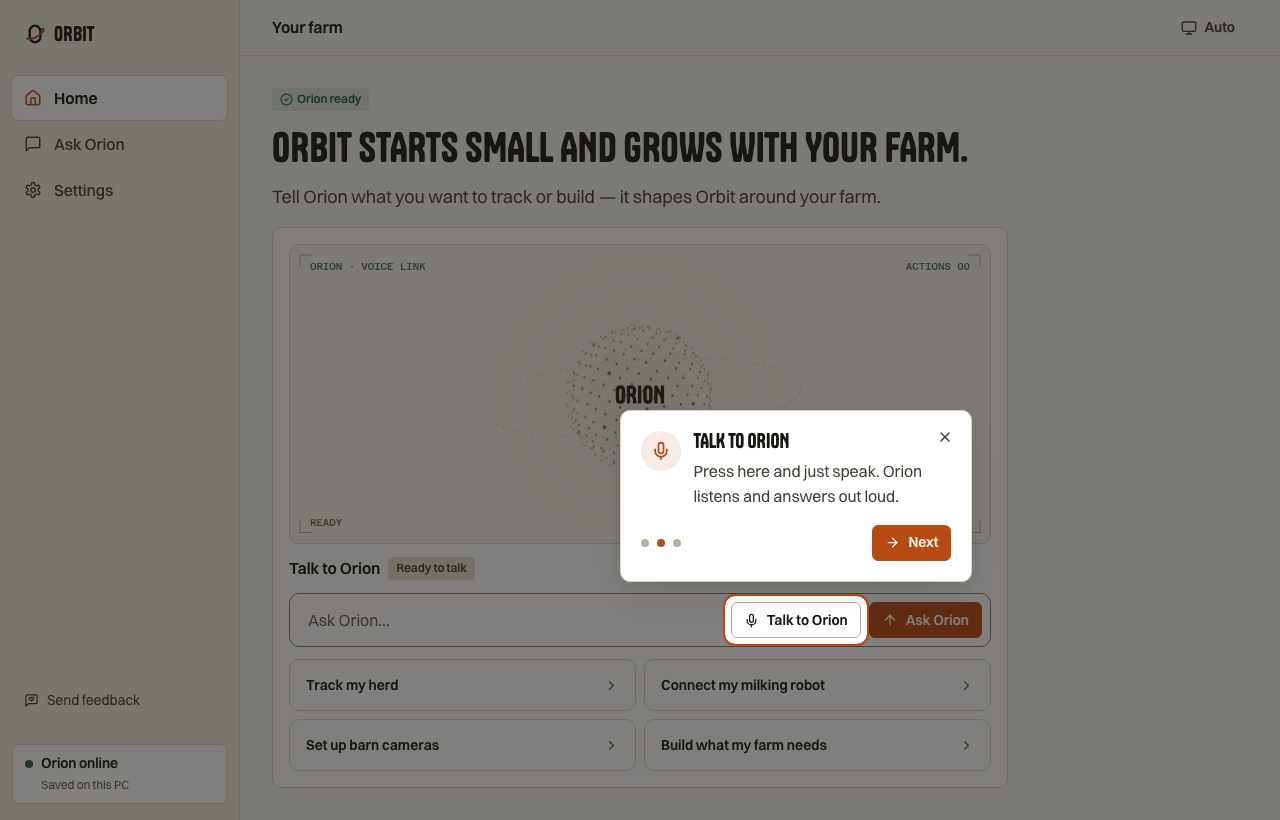 ORBIT
Your farm
Auto
Home
Ask Orion
Settings
Orion ready
ORBIT STARTS SMALL AND GROWS WITH YOUR FARM.
Tell Orion what you want to track or build — it shapes Orbit around your farm.
ORION · VOICE LINK
ACTIONS 00
ORION
TALK TO ORION
Press here and just speak. Orion
listens and answers out loud.
Next
READY
Talk to Orion
Ready to talk
Ask Orion...
Talk to Orion
Ask Orion
Track my herd
Connect my milking robot
Set up barn cameras
Build what my farm needs
Send feedback
Orion online
Saved on this PC